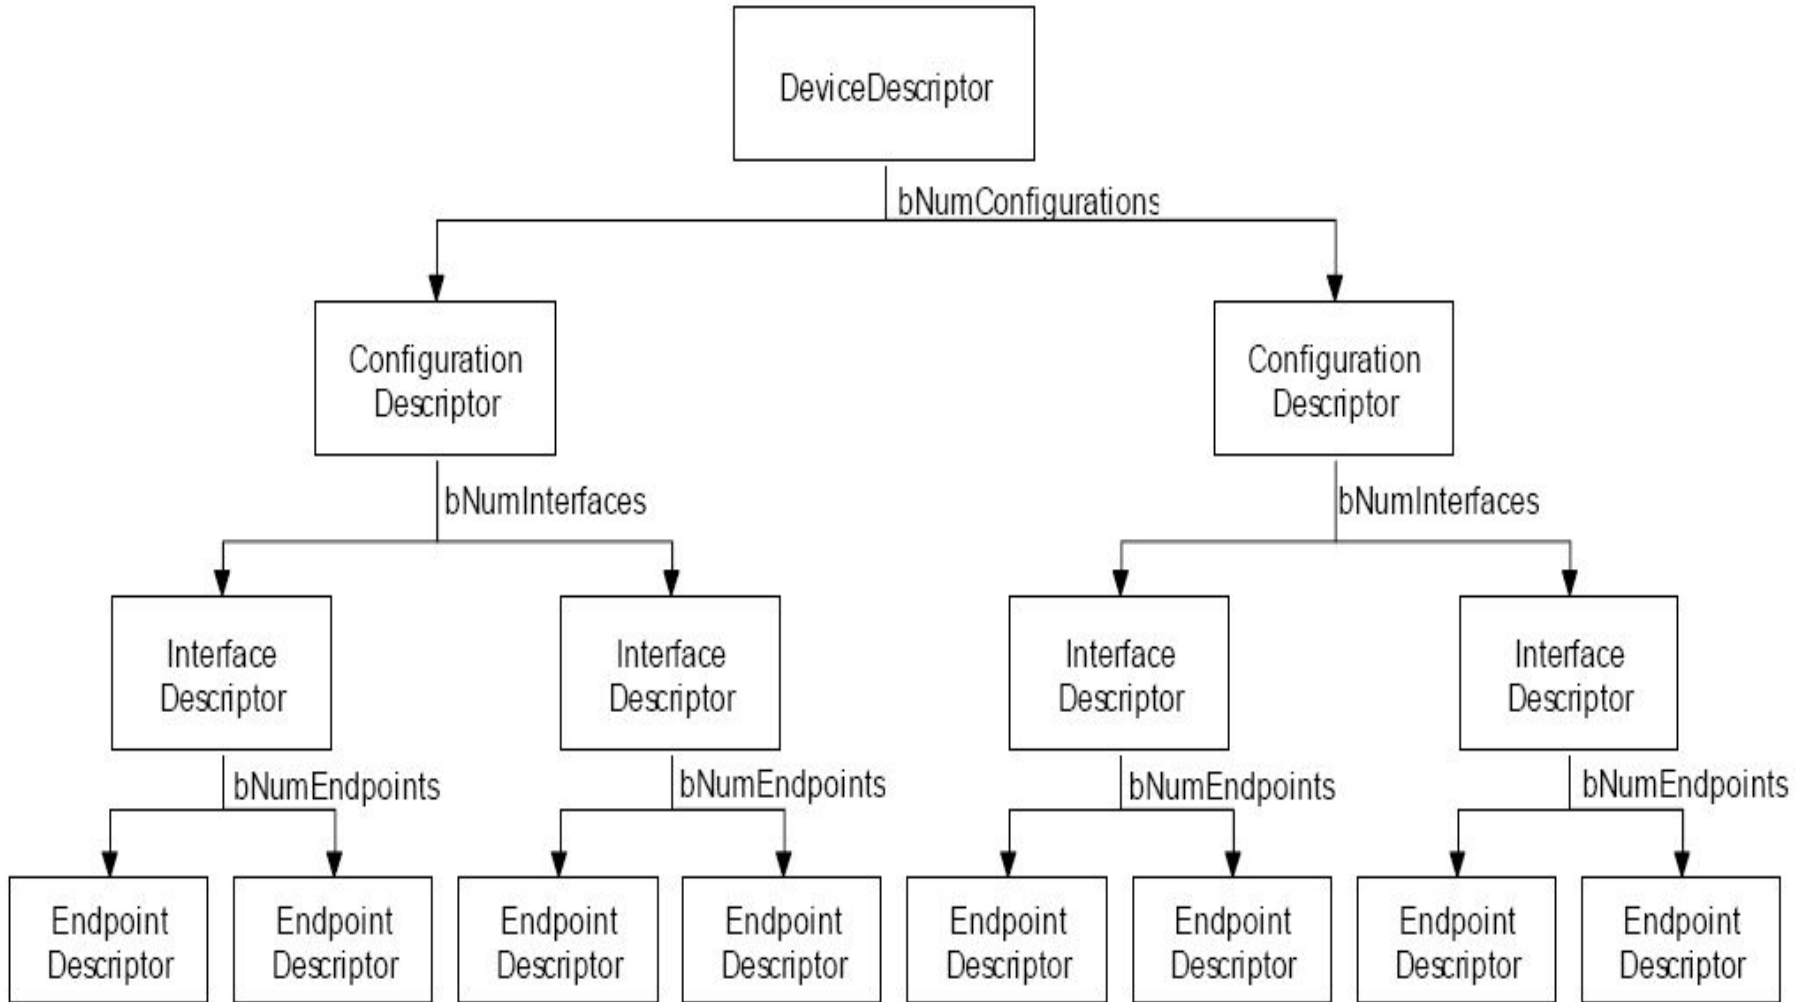 DeviceDescriptor
bNumConfigurations
Configuration
Descriptor
Configuration
Descriptor
bNumInterfaces
bNumInterfaces
Interface
Descriptor
Interface
Descriptor
Interface
Descriptor
Interface
Descriptor
bNumEndpoints
bNumEndpoints
bNumEndpoints
bNumEndpoints
Endpoint
Descriptor
Endpoint
Descriptor
Endpoint
Descriptor
Endpoint
Descriptor
Endpoint
Descriptor
Endpoint
Descriptor
Endpoint
Descriptor
Endpoint
Descriptor